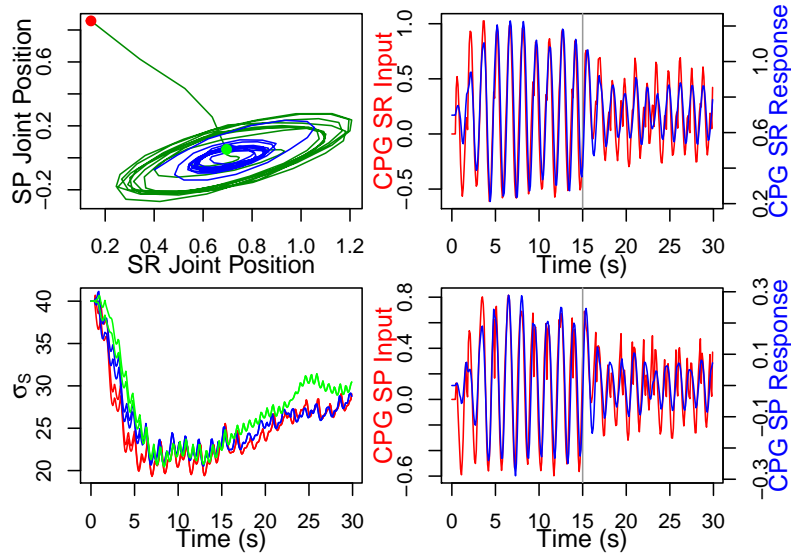 SP Joint Position
−0.2 0.2 0.6
0.2 0.4 0.6 0.8 1.0 1.2
SR Joint Position
CPG SR Input
−0.5 0.0 0.5 1.0
0 5 10 15 20 25 30
Time (s)
0.2 0.6 1.0
CPG SR Response
σS
20 25 30 35 40
0 5 10 15 20 25 30
Time (s)
CPG SP Input
−0.6 0.0 0.4 0.8
0 5 10 15 20 25 30
Time (s)
−0.3 −0.1 0.1 0.3
CPG SP Response